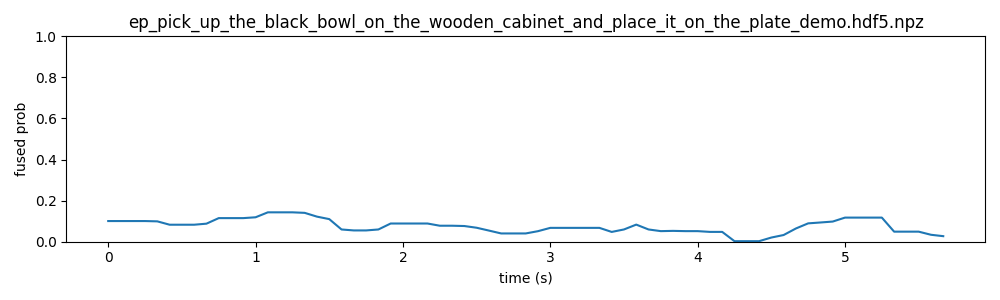 ep_pick_up_the_black_bowl_on_the_wooden_cabinet_and_place_it_on_the_plate_demo.hdf5.npz
1.0
0.8
0.6
0.4
0.2
0.0
fused prob
0 1 2 3 4 5
time (s)